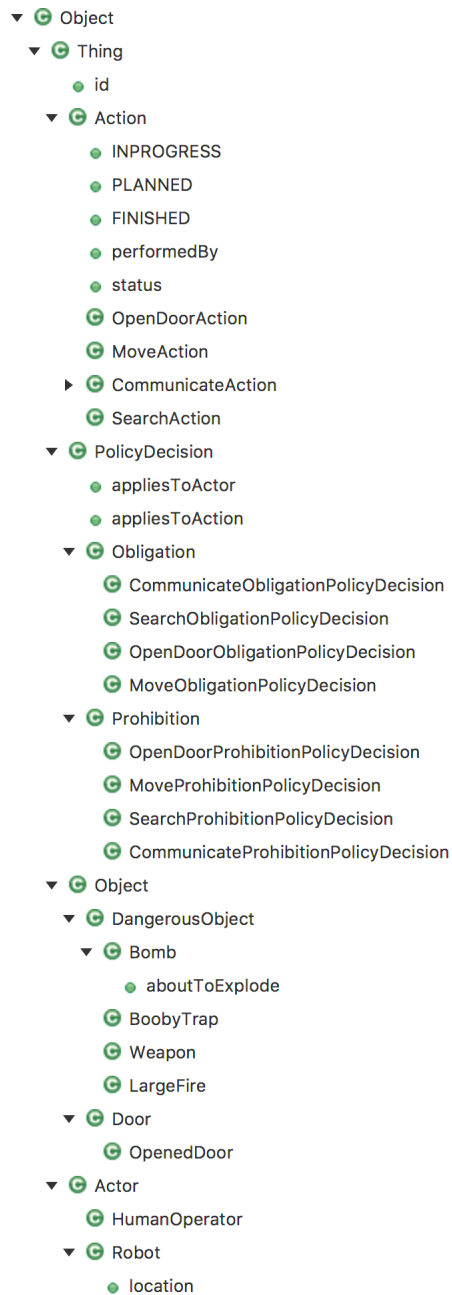 Object
Thing
id
Action
INPROGRESS
PLANNED
FINISHED
performedBy
status
OpenDoorAction
MoveAction
CommunicateAction
SearchAction
PolicyDecision
appliesToActor
appliesToAction
Obligation
CommunicateObligationPolicyDecision
SearchObligationPolicyDecision
OpenDoorObligationPolicyDecision
MoveObligationPolicyDecision
Prohibition
OpenDoorProhibitionPolicyDecision
MoveProhibitionPolicyDecision
SearchProhibitionPolicyDecision
CommunicateProhibitionPolicyDecision
Object
DangerousObject
Bomb
aboutToExplode
BoobyTrap
Weapon
LargeFire
Door
OpenedDoor
Actor
HumanOperator
Robot
location